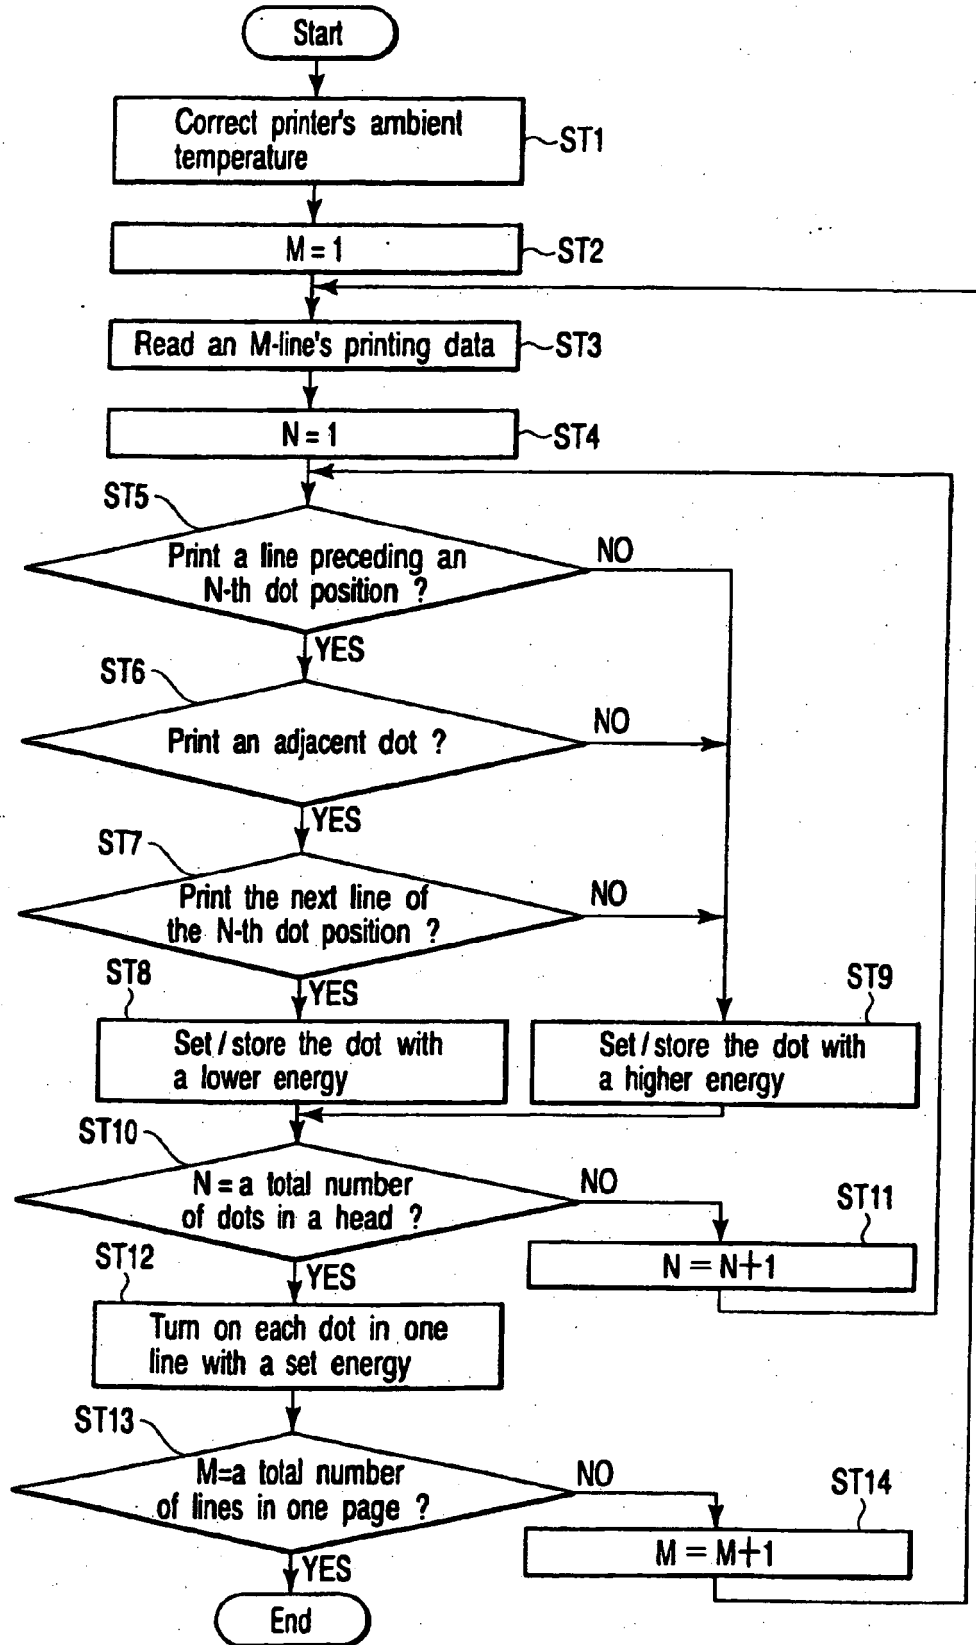 Start
Correct printer's ambient
temperature
ST1
M = 1
ST2
Read an M-line's printing data
ST3
N = 1
ST4
ST5
Print a line preceding an
N-th dot position ?
NO
YES
ST6
Print an adjacent dot ?
NO
YES
ST7
Print the next line of
the N-th dot position ?
NO
YES
ST8
Set / store the dot with
a lower energy
ST9
Set / store the dot with
a higher energy
ST10
N = a total number
of dots in a head ?
NO
YES
ST11
N = N+1
ST12
Turn on each dot in one
line with a set energy
ST13
M=a total number
of lines in one page ?
NO
YES
ST14
M = M+1
End